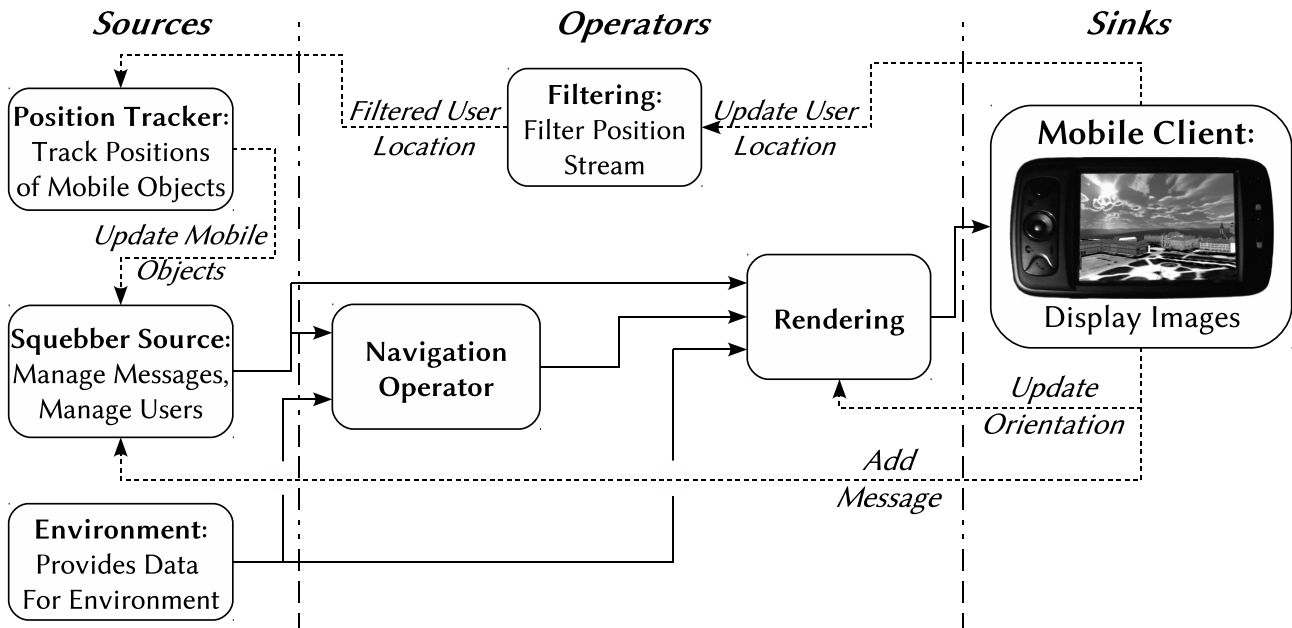 Sources
Operators
Sinks
Position Tracker:
Track Positions
of Mobile Objects
Filtered User
Location
Filtering:
Filter Position
Stream
Update User
Location
Mobile Client:
Display Images
Update Mobile
Objects
Squebber Source:
Manage Messages,
Manage Users
Navigation
Operator
Rendering
Update
Orientation
Add
Message
Environment:
Provides Data
For Environment